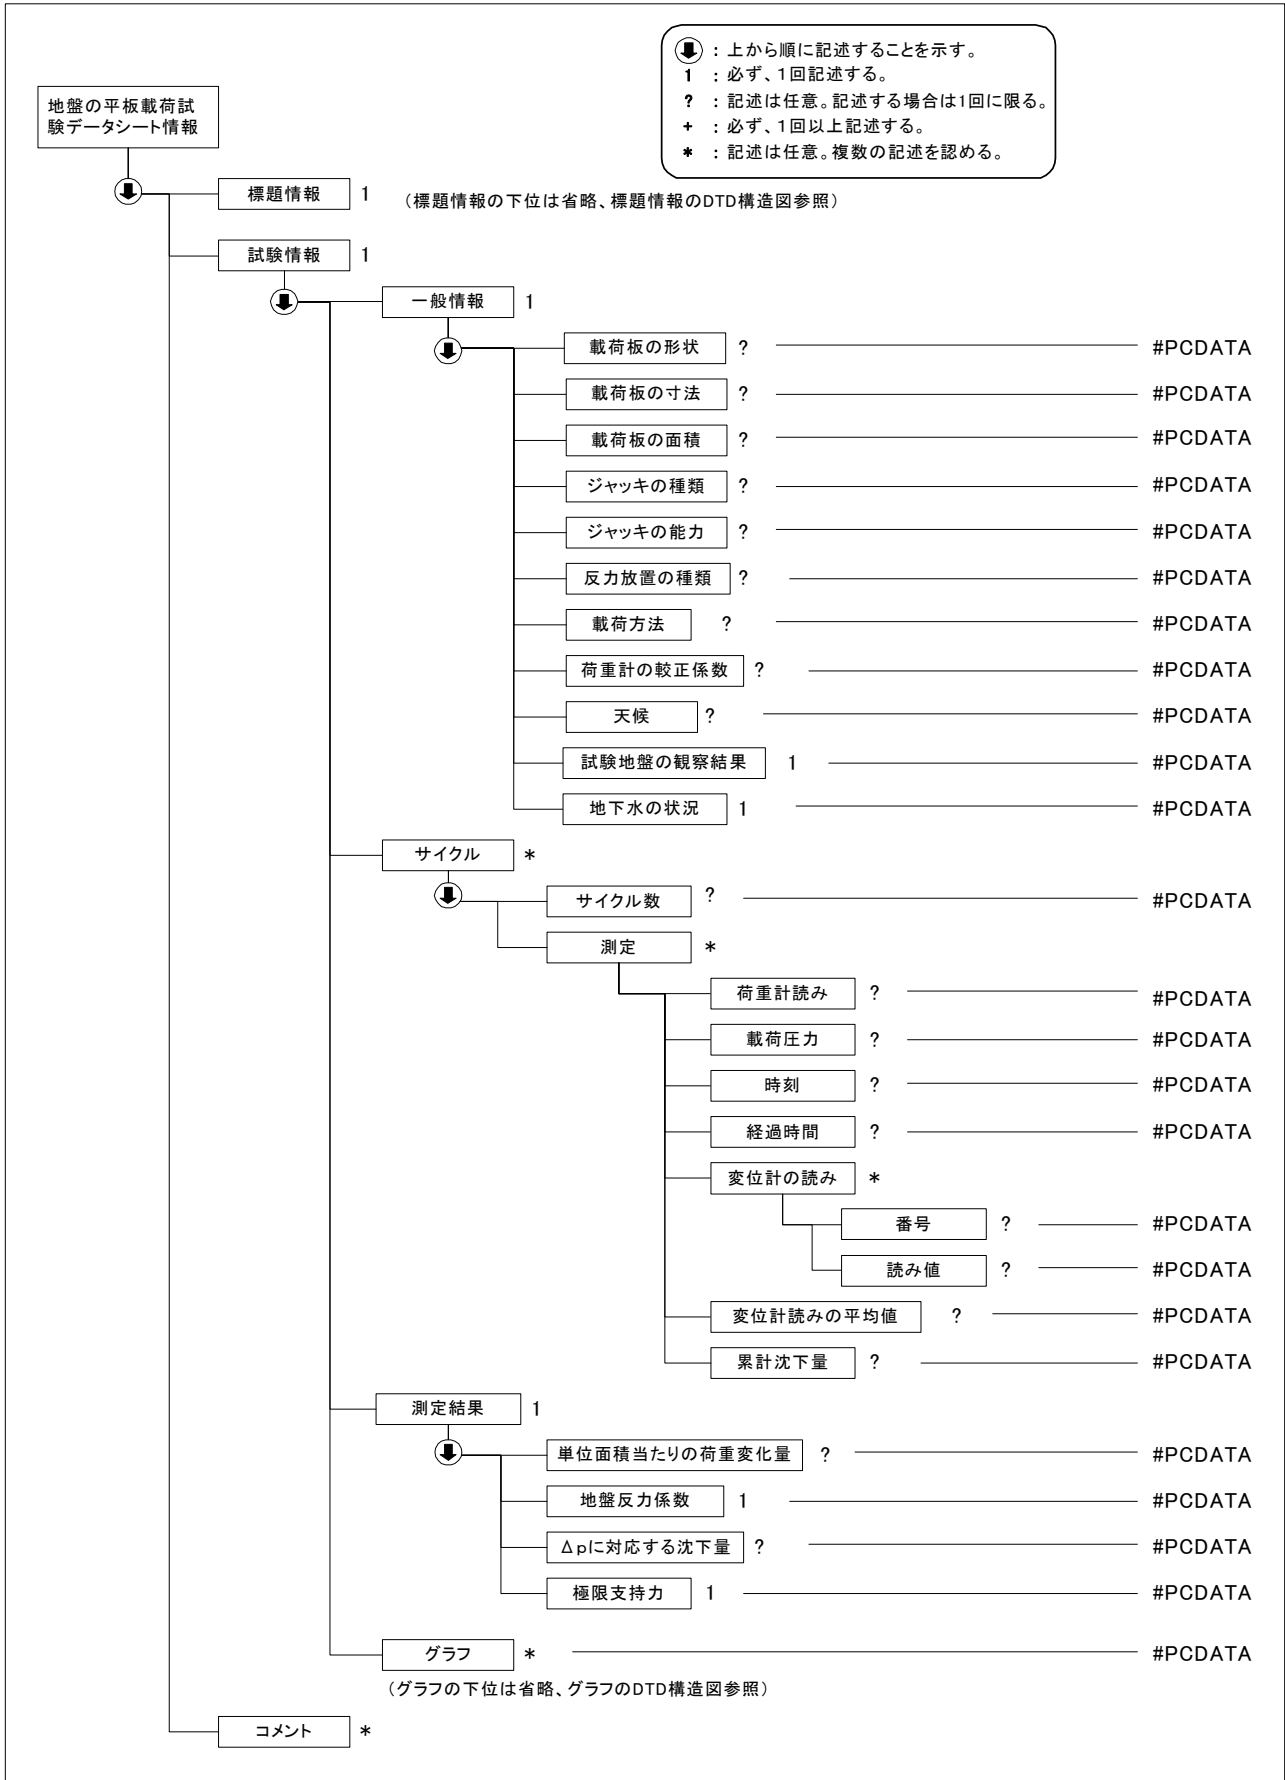 ⬇ : 上から順に記述することを示す。
1 : 必ず、1回記述する。
? : 記述は任意。記述する場合は1回に限る。
+ : 必ず、1回以上記述する。
* : 記述は任意。複数の記述を認める。
地盤の平板載荷試
験データシート情報
標題情報 1 (標題情報の下位は省略、標題情報のDTD構造図参照)
試験情報 1
一般情報 1
載荷板の形状 ? #PCDATA
載荷板の寸法 ? #PCDATA
載荷板の面積 ? #PCDATA
ジャッキの種類 ? #PCDATA
ジャッキの能力 ? #PCDATA
反力放置の種類 ? #PCDATA
載荷方法 ? #PCDATA
荷重計の較正係数 ? #PCDATA
天候 ? #PCDATA
試験地盤の観察結果 1 #PCDATA
地下水の状況 1 #PCDATA
サイクル *
サイクル数 ? #PCDATA
測定 *
荷重計読み ? #PCDATA
載荷圧力 ? #PCDATA
時刻 ? #PCDATA
経過時間 ? #PCDATA
変位計の読み *
番号 ? #PCDATA
読み値 ? #PCDATA
変位計読みの平均値 ? #PCDATA
累計沈下量 ? #PCDATA
測定結果 1
単位面積当たりの荷重変化量 ? #PCDATA
地盤反力係数 1 #PCDATA
Δpに対応する沈下量 ? #PCDATA
極限支持力 1 #PCDATA
グラフ * #PCDATA
(グラフの下位は省略、グラフのDTD構造図参照)
コメント *